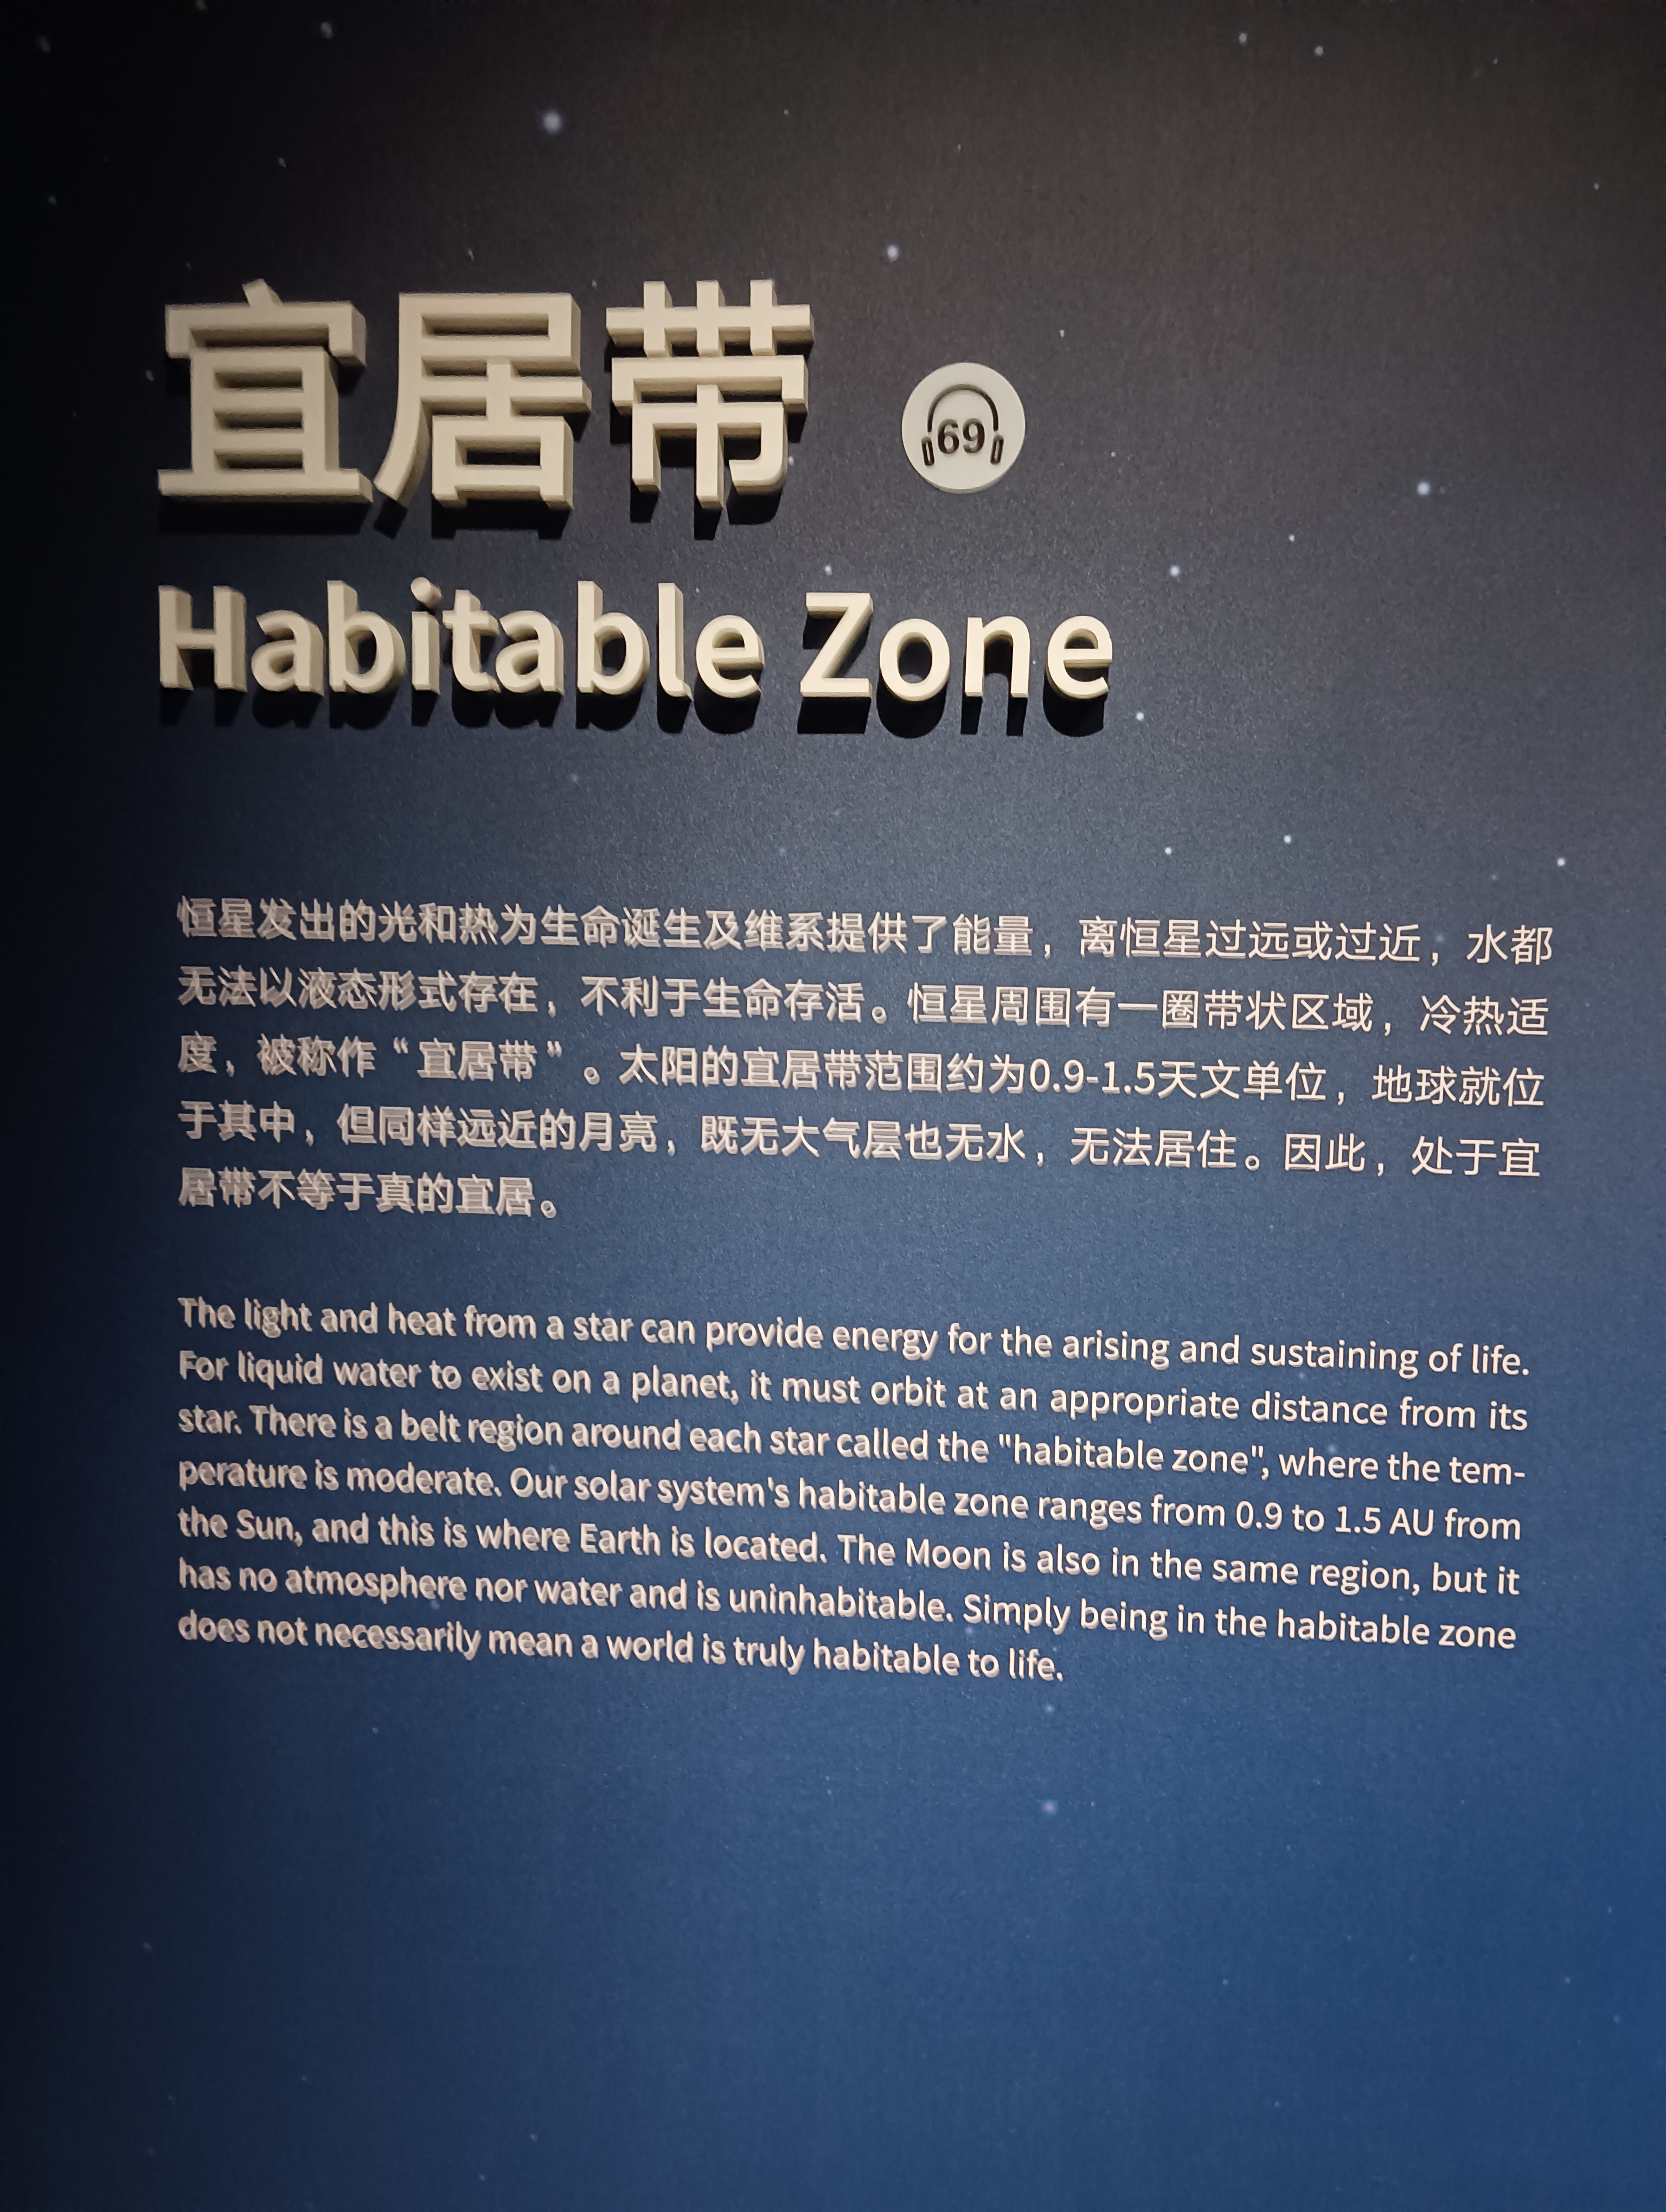 宜居带
69
Habitable Zone
恒星发出的光和热为生命诞生及维系提供了能量，离恒星过远或过近，水都
无法以液态形式存在，不利于生命存活。恒星周围有一圈带状区域，冷热适
度，被称作“宜居带”。太阳的宜居带范围约为0.9-1.5天文单位，地球就位
于其中，但同样远近的月亮，既无大气层也无水，无法居住。因此，处于宜
居带不等于真的宜居。
The light and heat from a star can provide energy for the arising and sustaining of life.
For liquid water to exist on a planet, it must orbit at an appropriate distance from its
star. There is a belt region around each star called the "habitable zone", where the tem-
perature is moderate. Our solar system's habitable zone ranges from 0.9 to 1.5 AU from
the Sun, and this is where Earth is located. The Moon is also in the same region, but it
has no atmosphere nor water and is uninhabitable. Simply being in the habitable zone
does not necessarily mean a world is truly habitable to life.